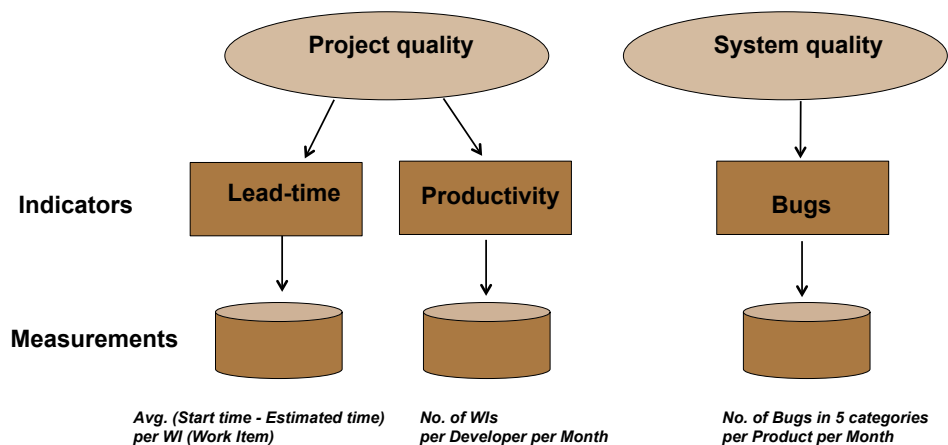 Project quality
System quality
Indicators
Lead-time
Productivity
Bugs
Measurements
Avg. (Start time - Estimated time)
per WI (Work Item)
No. of WIs
per Developer per Month
No. of Bugs in 5 categories
per Product per Month